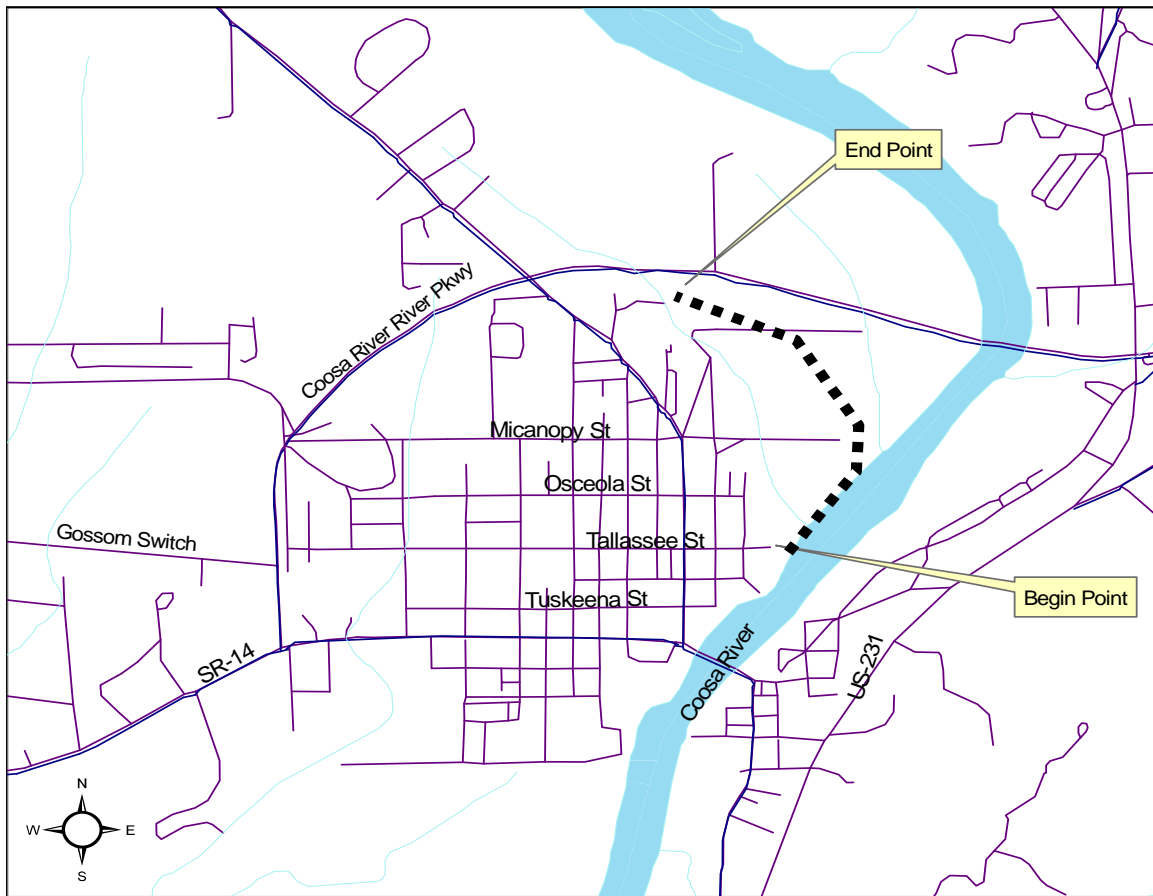 End Point
Coosa River River Pkwy
Micanopy St
Osceola St
Gossom Switch
Tallassee St
Begin Point
Tuskeena St
SR-14
Coosa River
US-231
N
W
E
S